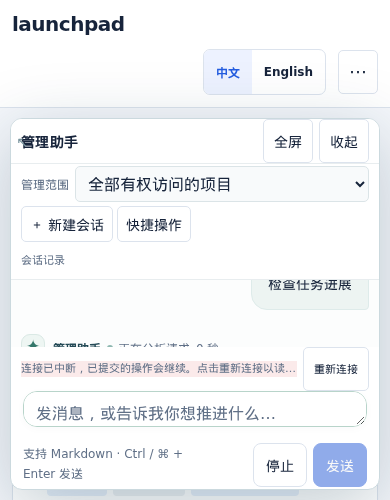 launchpad
中文 English ⋯
管理助手 全屏 收起
管理范围 全部有权访问的项目
+ 新建会话 快捷操作
会话记录
检查任务进展
管理助手
连接已中断，已提交的操作会继续。点击重新连接以读... 重新连接
发消息，或告诉我你想推进什么...
支持 Markdown · Ctrl / ⌘ +
Enter 发送
停止 发送